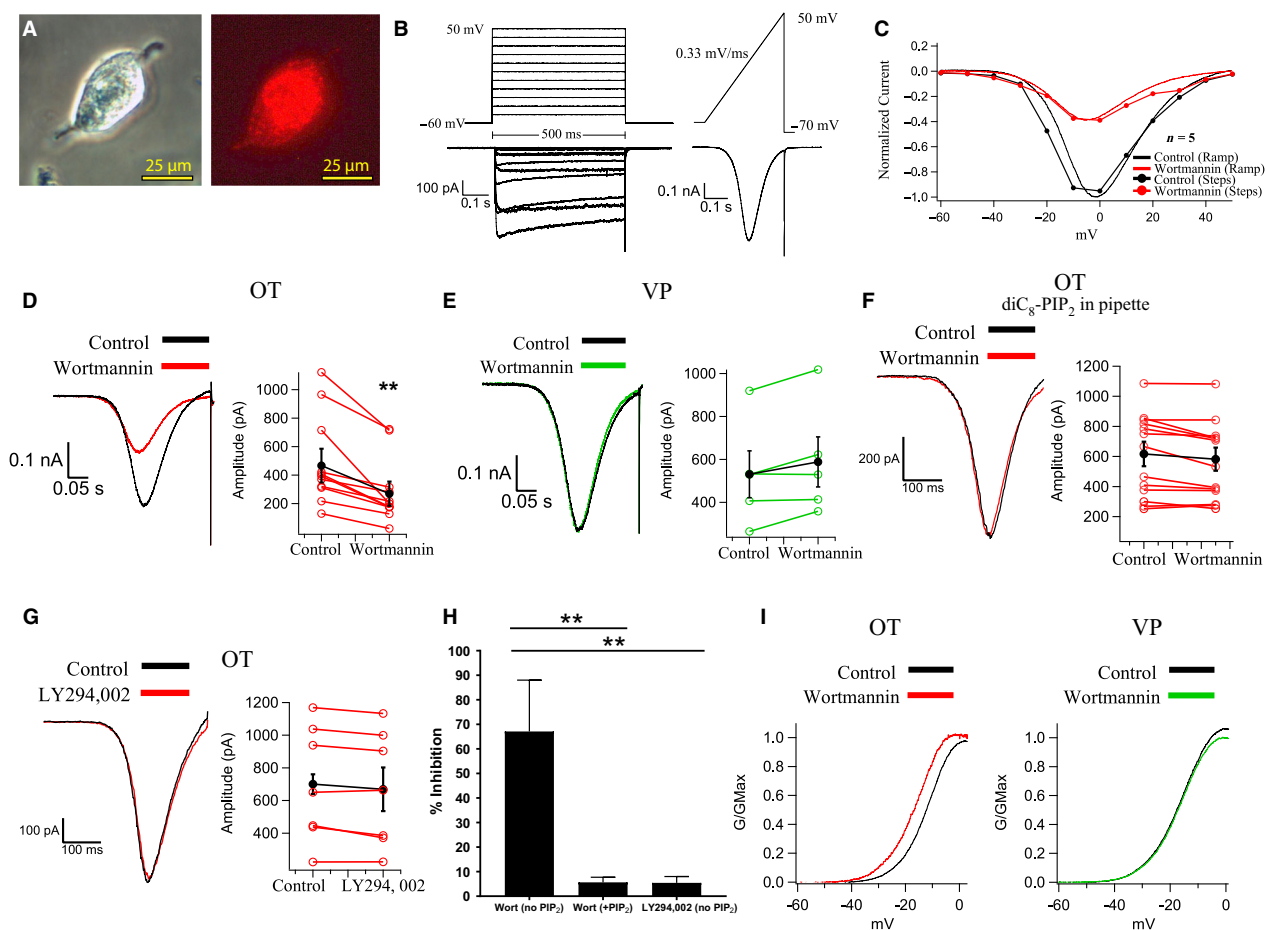 A
25 μm
25 μm
B
50 mV
−60 mV
500 ms
100 pA
0.1 s
50 mV
0.33 mV/ms
−70 mV
0.1 nA
0.1 s
C
Normalized Current
0.2
0.0
−0.2
−0.4
−0.6
−0.8
−1.0
−60
−40
−20
0
20
40
mV
n = 5
Control (Ramp)
Wortmannin (Ramp)
Control (Steps)
Wortmannin (Steps)
D
OT
Control
Wortmannin
0.1 nA
0.05 s
Amplitude (pA)
1000
800
600
400
200
**
Control
Wortmannin
E
VP
Control
Wortmannin
0.1 nA
0.05 s
Amplitude (pA)
1000
800
600
400
Control
Wortmannin
F
OT
diC8-PIP2 in pipette
Control
Wortmannin
200 pA
100 ms
Amplitude (pA)
1200
1000
800
600
400
200
Control
Wortmannin
G
OT
Control
LY294,002
100 pA
100 ms
Amplitude (pA)
1200
1000
800
600
400
Control
LY294, 002
H
**
**
% Inhibition
100
90
80
70
60
50
40
30
20
10
0
Wort (no PIP2)
Wort (+PIP2)
LY294,002 (no PIP2)
I
OT
Control
Wortmannin
G/GMax
1.0
0.8
0.6
0.4
0.2
0.0
−60
−40
−20
0
mV
VP
Control
Wortmannin
G/GMax
1.0
0.8
0.6
0.4
0.2
0.0
−60
−40
−20
0
mV